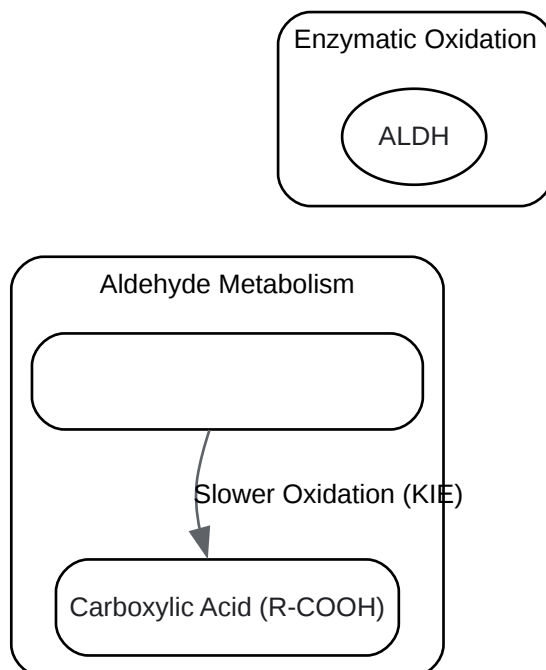 Enzymatic Oxidation
ALDH
Aldehyde Metabolism
Slower Oxidation (KIE)
Carboxylic Acid (R-COOH)